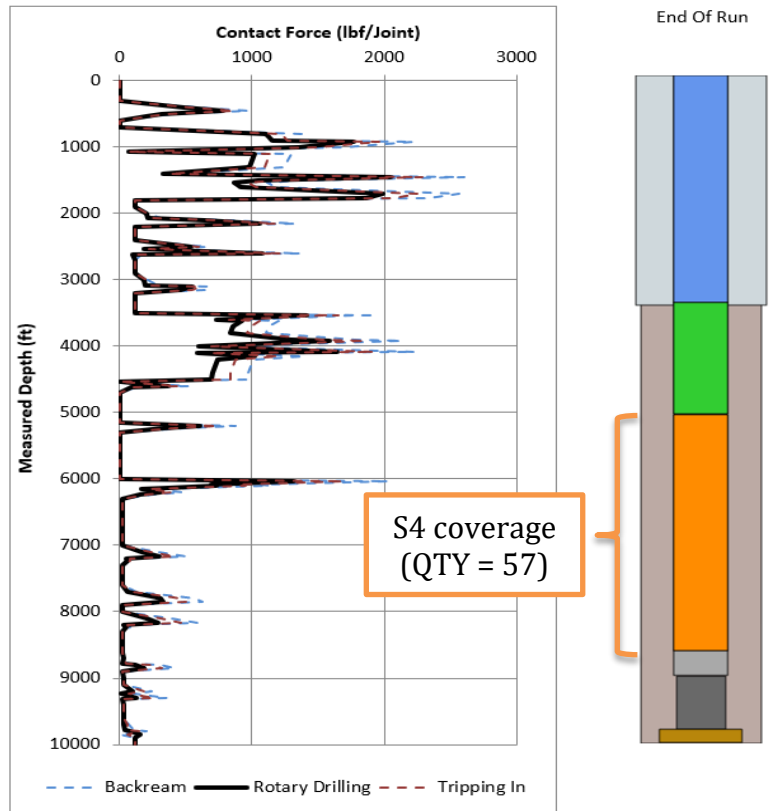 Contact Force (lbf/Joint)
0 1000 2000 3000
Measured Depth (ft)
0
1000
2000
3000
4000
5000
6000
7000
8000
9000
10000
Backream Rotary Drilling Tripping In
End Of Run
S4 coverage
(QTY = 57)